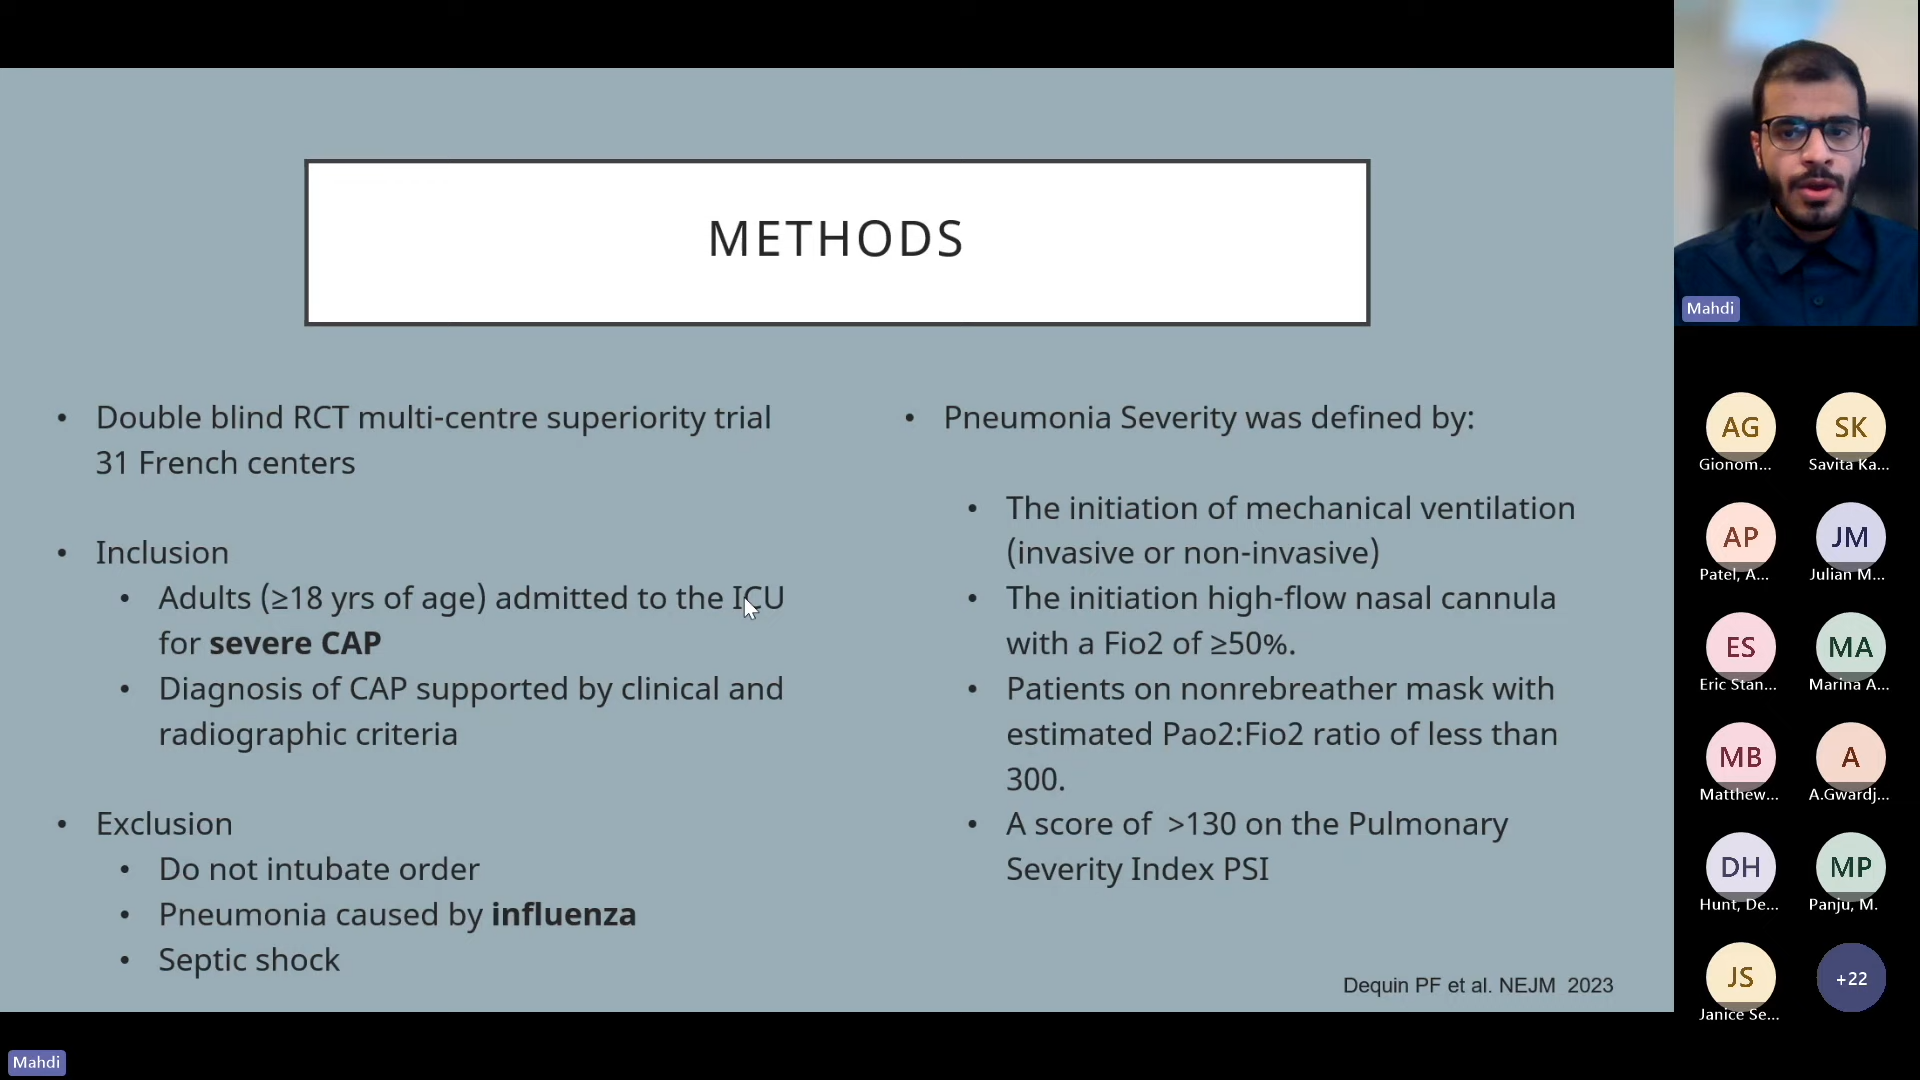 METHODS
• Double blind RCT multi-centre superiority trial
31 French centers
• Inclusion
• Adults (≥18 yrs of age) admitted to the ICU
for severe CAP
• Diagnosis of CAP supported by clinical and
radiographic criteria
• Exclusion
• Do not intubate order
• Pneumonia caused by influenza
• Septic shock
• Pneumonia Severity was defined by:
• The initiation of mechanical ventilation
(invasive or non-invasive)
• The initiation high-flow nasal cannula
with a Fio2 of ≥50%.
• Patients on nonrebreather mask with
estimated Pao2:Fio2 ratio of less than
300.
• A score of  >130 on the Pulmonary
Severity Index PSI
Dequin PF et al. NEJM  2023
Mahdi
AG
Gionom...
SK
Savita Ka...
AP
Patel, A...
JM
Julian M...
ES
Eric Stan...
MA
Marina A...
MB
Matthew...
A
A.Gwardj...
DH
Hunt, De...
MP
Panju, M.
JS
Janice Se...
+22
Mahdi